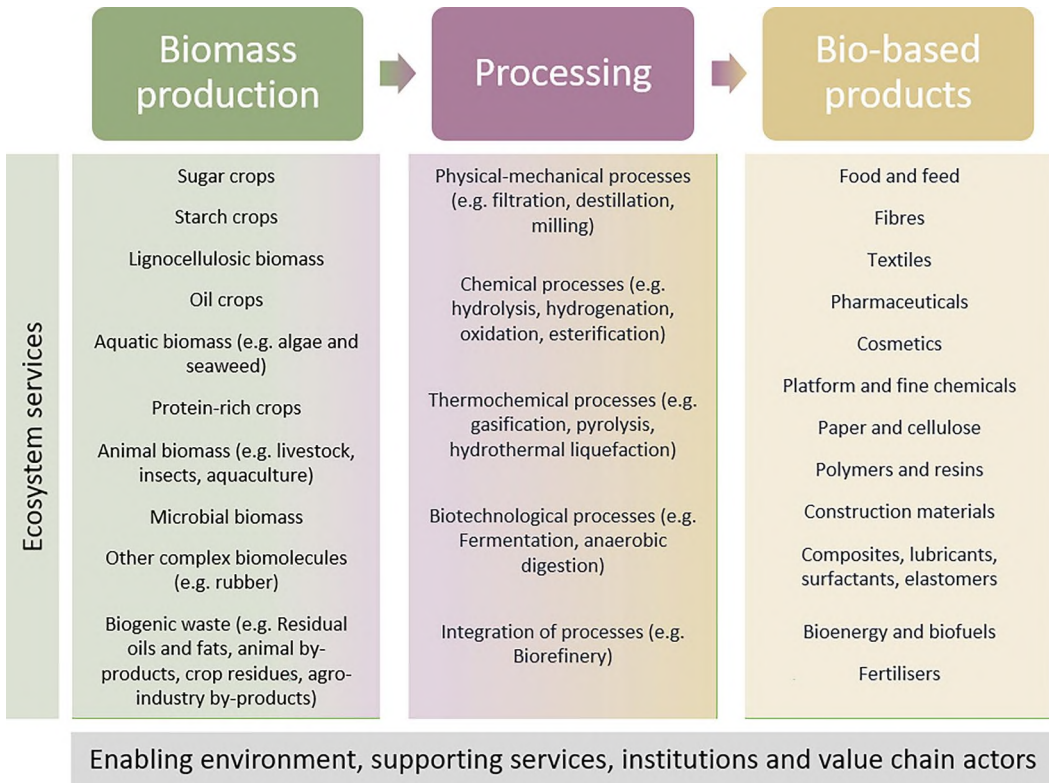 Biomass
production
Processing
Bio-based
products
Ecosystem services
Sugar crops
Starch crops
Lignocellulosic biomass
Oil crops
Aquatic biomass (e.g. algae and
seaweed)
Protein-rich crops
Animal biomass (e.g. livestock,
insects, aquaculture)
Microbial biomass
Other complex biomolecules
(e.g. rubber)
Biogenic waste (e.g. Residual
oils and fats, animal by-
products, crop residues, agro-
industry by-products)
Physical-mechanical processes
(e.g. filtration, destillation,
milling)
Chemical processes (e.g.
hydrolysis, hydrogenation,
oxidation, esterification)
Thermochemical processes (e.g.
gasification, pyrolysis,
hydrothermal liquefaction)
Biotechnological processes (e.g.
Fermentation, anaerobic
digestion)
Integration of processes (e.g.
Biorefinery)
Food and feed
Fibres
Textiles
Pharmaceuticals
Cosmetics
Platform and fine chemicals
Paper and cellulose
Polymers and resins
Construction materials
Composites, lubricants,
surfactants, elastomers
Bioenergy and biofuels
Fertilisers
Enabling environment, supporting services, institutions and value chain actors